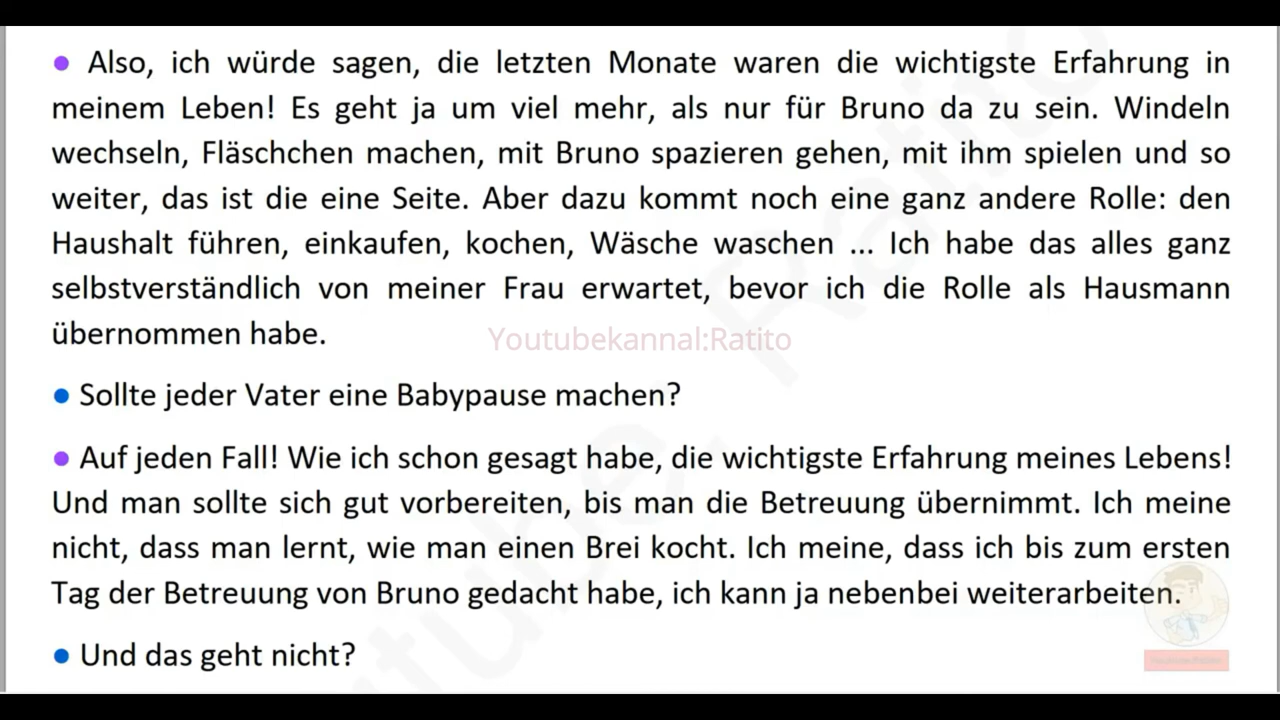 ● Also, ich würde sagen, die letzten Monate waren die wichtigste Erfahrung in
meinem Leben! Es geht ja um viel mehr, als nur für Bruno da zu sein. Windeln
wechseln, Fläschchen machen, mit Bruno spazieren gehen, mit ihm spielen und so
weiter, das ist die eine Seite. Aber dazu kommt noch eine ganz andere Rolle: den
Haushalt führen, einkaufen, kochen, Wäsche waschen ... Ich habe das alles ganz
selbstverständlich von meiner Frau erwartet, bevor ich die Rolle als Hausmann
übernommen habe.
Youtubekannal:Ratito
● Sollte jeder Vater eine Babypause machen?
● Auf jeden Fall! Wie ich schon gesagt habe, die wichtigste Erfahrung meines Lebens!
Und man sollte sich gut vorbereiten, bis man die Betreuung übernimmt. Ich meine
nicht, dass man lernt, wie man einen Brei kocht. Ich meine, dass ich bis zum ersten
Tag der Betreuung von Bruno gedacht habe, ich kann ja nebenbei weiterarbeiten.
● Und das geht nicht?